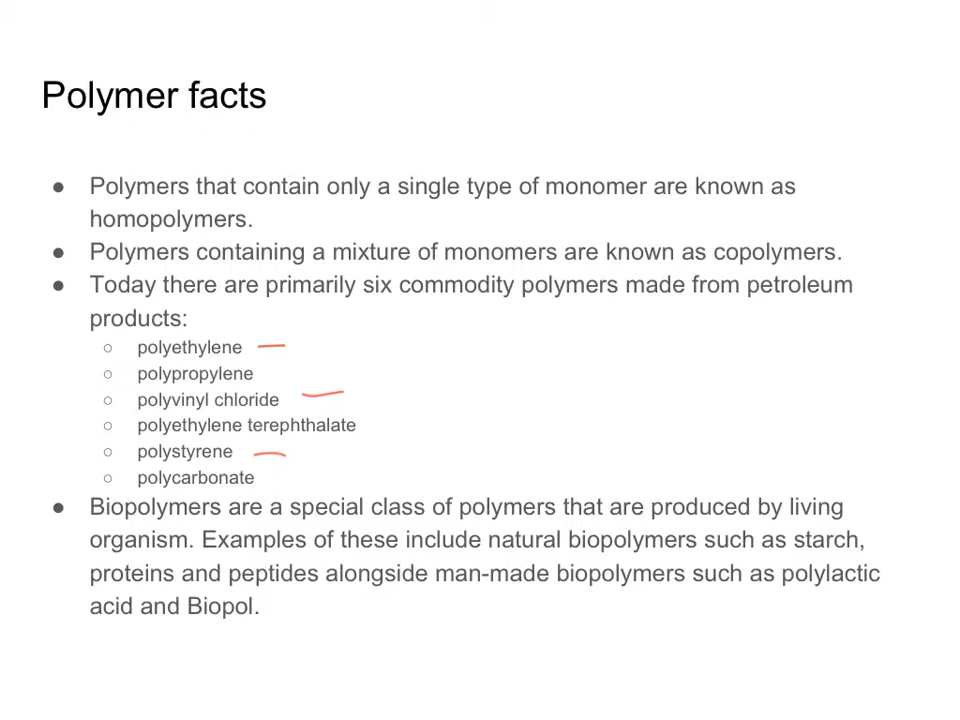 Polymer facts
● Polymers that contain only a single type of monomer are known as
homopolymers.
● Polymers containing a mixture of monomers are known as copolymers.
● Today there are primarily six commodity polymers made from petroleum
products:
○ polyethylene
○ polypropylene
○ polyvinyl chloride
○ polyethylene terephthalate
○ polystyrene
○ polycarbonate
● Biopolymers are a special class of polymers that are produced by living
organism. Examples of these include natural biopolymers such as starch,
proteins and peptides alongside man-made biopolymers such as polylactic
acid and Biopol.